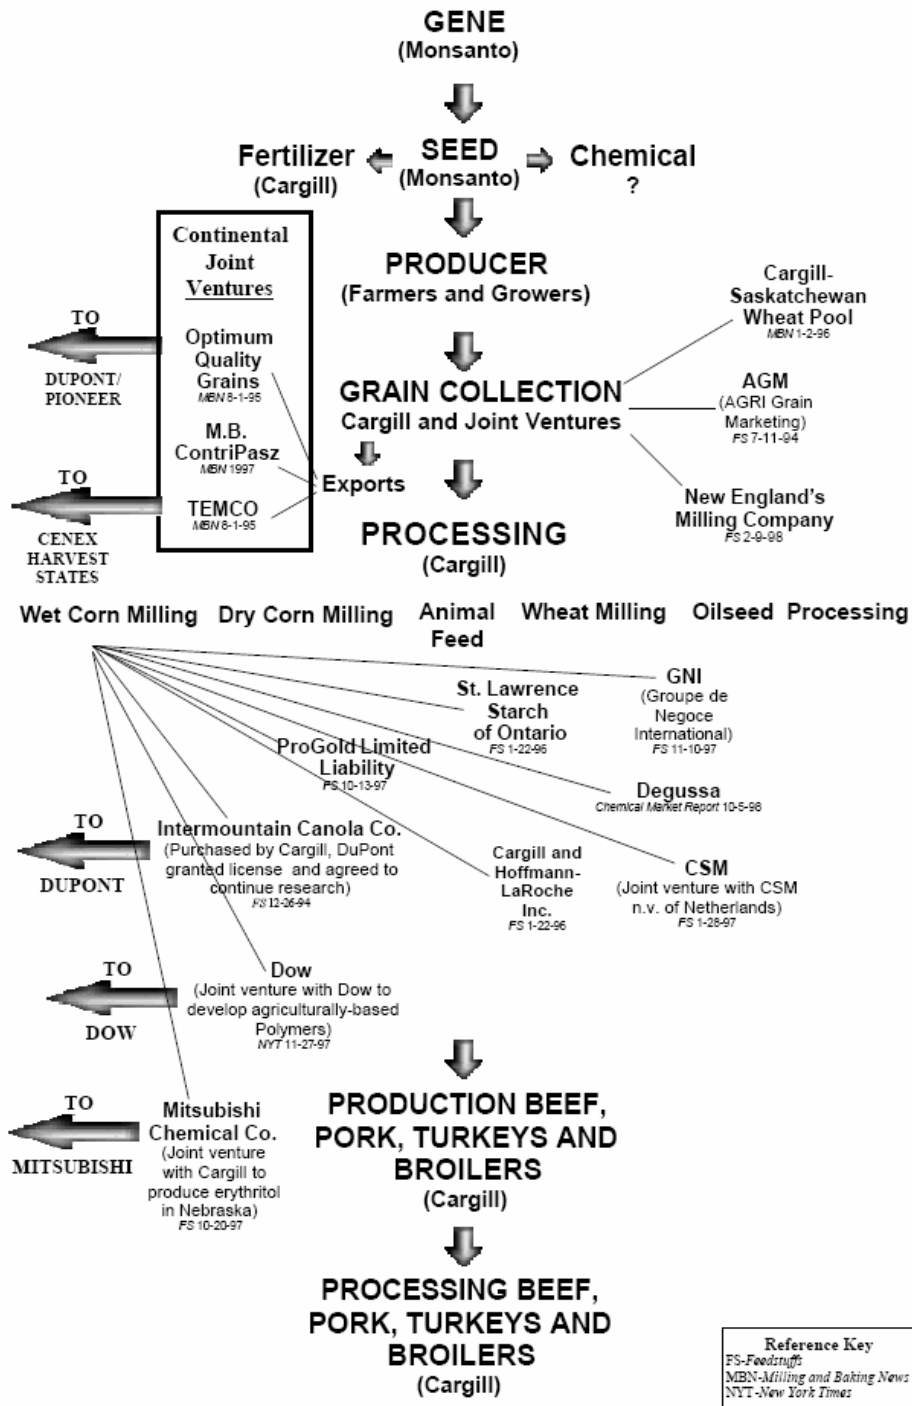 GENE
(Monsanto)
Fertilizer
(Cargill)
SEED
(Monsanto)
Chemical
?
Continental
Joint
Ventures
PRODUCER
(Farmers and Growers)
Cargill-
Saskatchewan
Wheat Pool
MBN 1-2-96
TO
DUPONT/
PIONEER
Optimum
Quality
Grains
MBN 8-1-95
GRAIN COLLECTION
Cargill and Joint Ventures
AGM
(AGRI Grain
Marketing)
FS 7-11-94
M.B.
ContriPasz
MBN 1997
Exports
TO
CENEX
HARVEST
STATES
TEMCO
MBN 8-1-95
New England's
Milling Company
FS 2-9-98
PROCESSING
(Cargill)
Wet Corn Milling
Dry Corn Milling
Animal
Feed
Wheat Milling
Oilseed Processing
GNI
(Groupe de
Negoce
International)
FS 11-10-97
St. Lawrence
Starch
of Ontario
FS 1-22-96
ProGold Limited
Liability
FS 10-13-97
Degussa
Chemical Market Report 10-5-98
TO
DUPONT
Intermountain Canola Co.
(Purchased by Cargill, DuPont
granted license and agreed to
continue research)
FS 12-26-94
Cargill and
Hoffmann-
LaRoche
Inc.
FS 1-22-96
CSM
(Joint venture with CSM
n.v. of Netherlands)
FS 1-28-97
TO
DOW
Dow
(Joint venture with Dow to
develop agriculturally-based
Polymers)
NYT 11-27-97
TO
MITSUBISHI
Mitsubishi
Chemical Co.
(Joint venture
with Cargill to
produce erythritol
in Nebraska)
FS 10-20-97
PRODUCTION BEEF,
PORK, TURKEYS AND
BROILERS
(Cargill)
PROCESSING BEEF,
PORK, TURKEYS AND
BROILERS
(Cargill)
Reference Key
FS-Feedstuffs
MBN-Milling and Baking News
NYT-New York Times